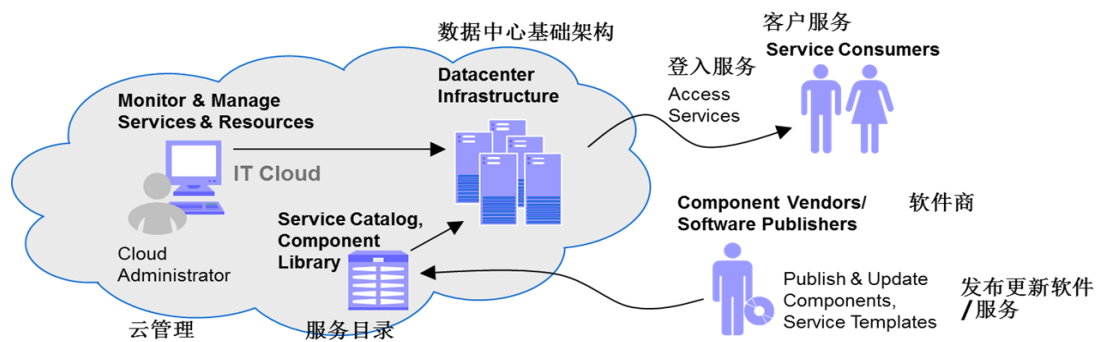 数据中心基础架构
客户服务
Service Consumers
登入服务
Access
Services
Datacenter
Infrastructure
Monitor & Manage
Services & Resources
IT Cloud
Cloud
Administrator
云管理
Service Catalog,
Component
Library
服务目录
Component Vendors/
Software Publishers
软件商
Publish & Update
Components,
Service Templates
发布更新软件
/服务